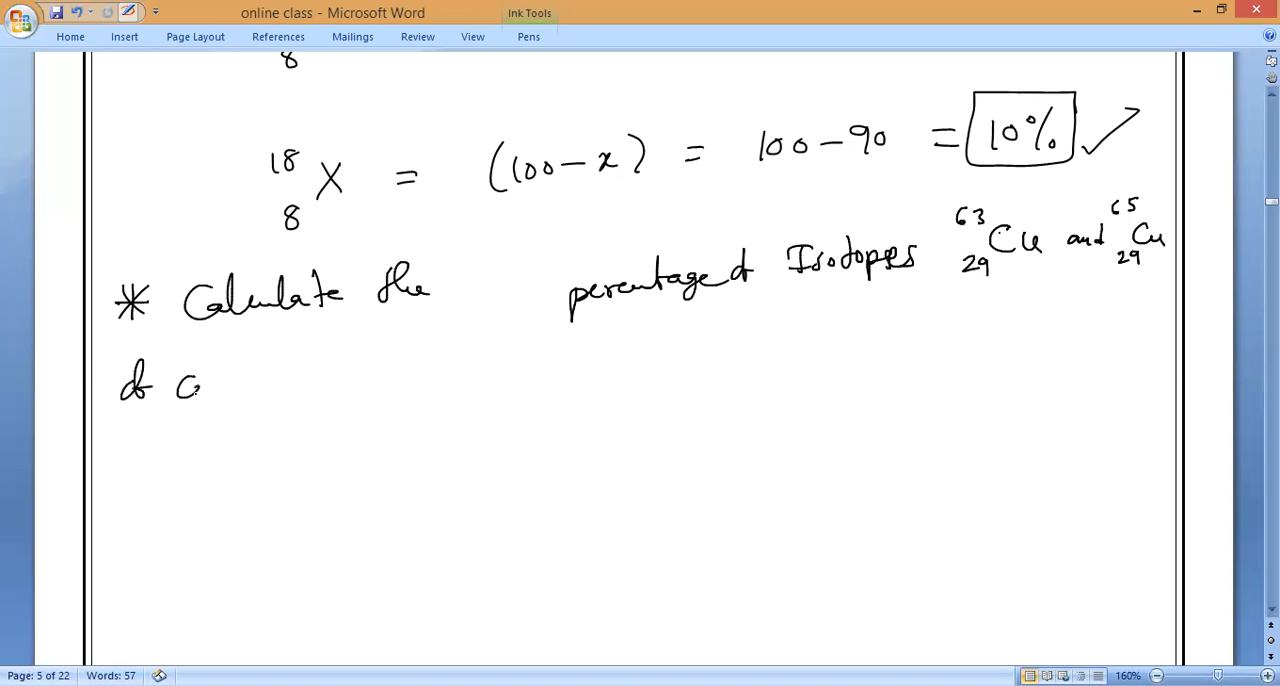 online class - Microsoft Word
Ink Tools
Home Insert Page Layout References Mailings Review View Pens
8
18
8 X = (100 - x) = 100 - 90 = 10% ✓
* Calculate the percentage of Isotopes 63 29 Cu and 65 29 Cu
of C
Page: 5 of 22 Words: 57 160%